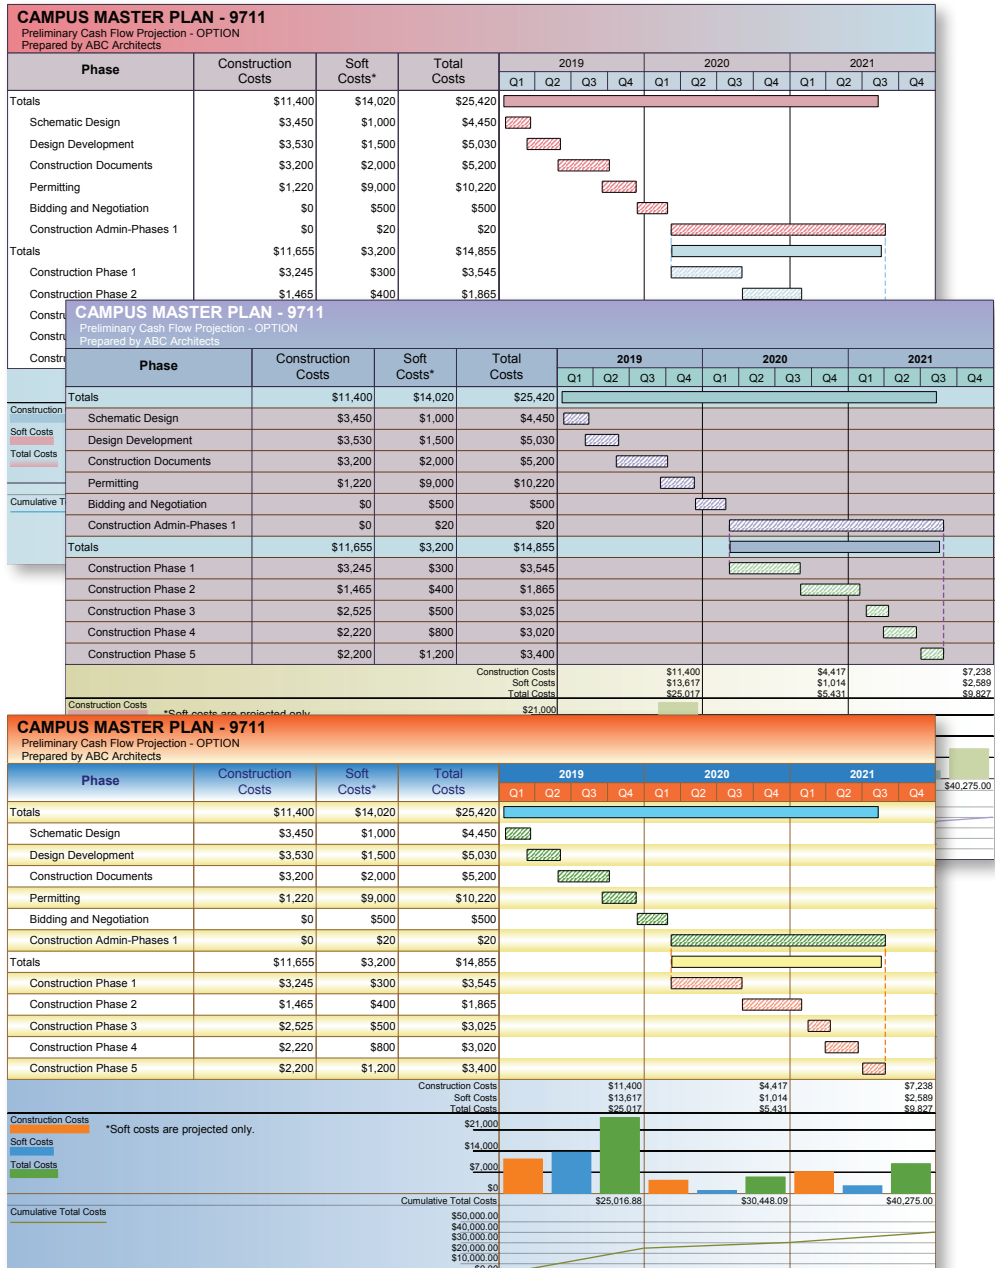 CAMPUS MASTER PLAN - 9711
Preliminary Cash Flow Projection - OPTION
Prepared by ABC Architects
Phase Construction Costs Soft Costs* Total Costs 2019 2020 2021
Q1 Q2 Q3 Q4 Q1 Q2 Q3 Q4 Q1 Q2 Q3 Q4
Totals $11,400 $14,020 $25,420
Schematic Design $3,450 $1,000 $4,450
Design Development $3,530 $1,500 $5,030
Construction Documents $3,200 $2,000 $5,200
Permitting $1,220 $9,000 $10,220
Bidding and Negotiation $0 $500 $500
Construction Admin-Phases 1 $0 $20 $20
Totals $11,655 $3,200 $14,855
Construction Phase 1 $3,245 $300 $3,545
Construction Phase 2 $1,465 $400 $1,865
Constru
Constru
Constr
Construction
Soft Costs
Total Costs
Cumulative T
CAMPUS MASTER PLAN - 9711
Preliminary Cash Flow Projection - OPTION
Prepared by ABC Architects
Phase Construction Costs Soft Costs* Total Costs 2019 2020 2021
Q1 Q2 Q3 Q4 Q1 Q2 Q3 Q4 Q1 Q2 Q3 Q4
Totals $11,400 $14,020 $25,420
Schematic Design $3,450 $1,000 $4,450
Design Development $3,530 $1,500 $5,030
Construction Documents $3,200 $2,000 $5,200
Permitting $1,220 $9,000 $10,220
Bidding and Negotiation $0 $500 $500
Construction Admin-Phases 1 $0 $20 $20
Totals $11,655 $3,200 $14,855
Construction Phase 1 $3,245 $300 $3,545
Construction Phase 2 $1,465 $400 $1,865
Construction Phase 3 $2,525 $500 $3,025
Construction Phase 4 $2,220 $800 $3,020
Construction Phase 5 $2,200 $1,200 $3,400
Construction Costs $11,400 $4,417 $7,238
Soft Costs $13,617 $1,014 $2,589
Total Costs $25,017 $5,431 $9,827
Construction Costs
*Soft costs are projected only. $21,000
$40,275.00
CAMPUS MASTER PLAN - 9711
Preliminary Cash Flow Projection - OPTION
Prepared by ABC Architects
Phase Construction Costs Soft Costs* Total Costs 2019 2020 2021
Q1 Q2 Q3 Q4 Q1 Q2 Q3 Q4 Q1 Q2 Q3 Q4
Totals $11,400 $14,020 $25,420
Schematic Design $3,450 $1,000 $4,450
Design Development $3,530 $1,500 $5,030
Construction Documents $3,200 $2,000 $5,200
Permitting $1,220 $9,000 $10,220
Bidding and Negotiation $0 $500 $500
Construction Admin-Phases 1 $0 $20 $20
Totals $11,655 $3,200 $14,855
Construction Phase 1 $3,245 $300 $3,545
Construction Phase 2 $1,465 $400 $1,865
Construction Phase 3 $2,525 $500 $3,025
Construction Phase 4 $2,220 $800 $3,020
Construction Phase 5 $2,200 $1,200 $3,400
Construction Costs $11,400 $4,417 $7,238
Soft Costs $13,617 $1,014 $2,589
Total Costs $25,017 $5,431 $9,827
Construction Costs
*Soft costs are projected only. $21,000
Soft Costs $14,000
Total Costs $7,000
$0
Cumulative Total Costs $25,016.88 $30,448.09 $40,275.00
Cumulative Total Costs
$50,000.00
$40,000.00
$30,000.00
$20,000.00
$10,000.00
$0.00